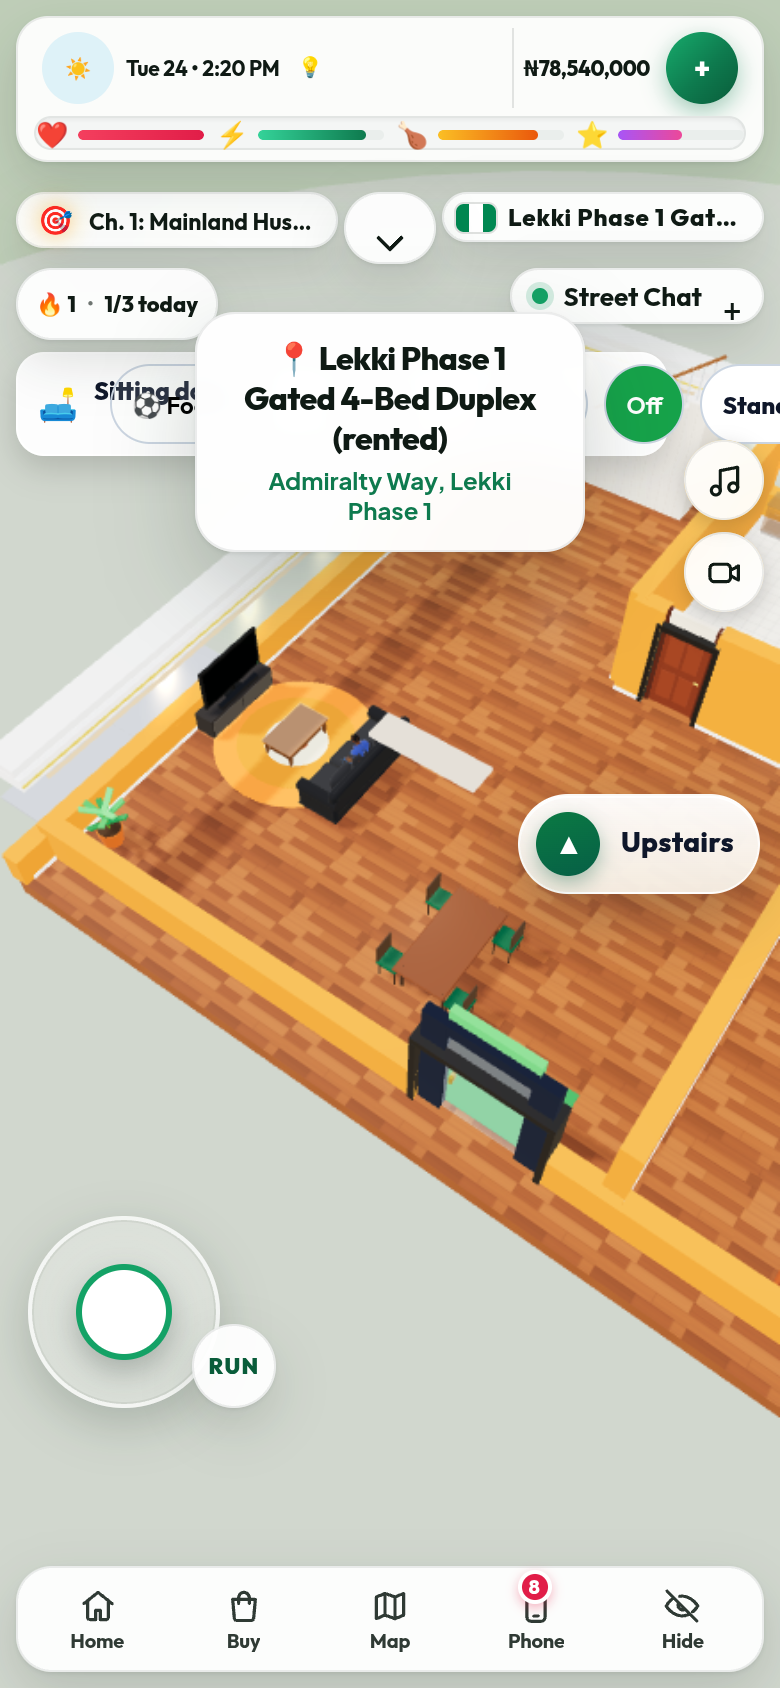 Tue 24 • 2:20 PM
₦78,540,000
+
Ch. 1: Mainland Hus...
Lekki Phase 1 Gat...
1 • 1/3 today
Street Chat
+
Lekki Phase 1
Gated 4-Bed Duplex
(rented)
Admiralty Way, Lekki
Phase 1
Sitting
Off
Upstairs
RUN
8
Home
Buy
Map
Phone
Hide